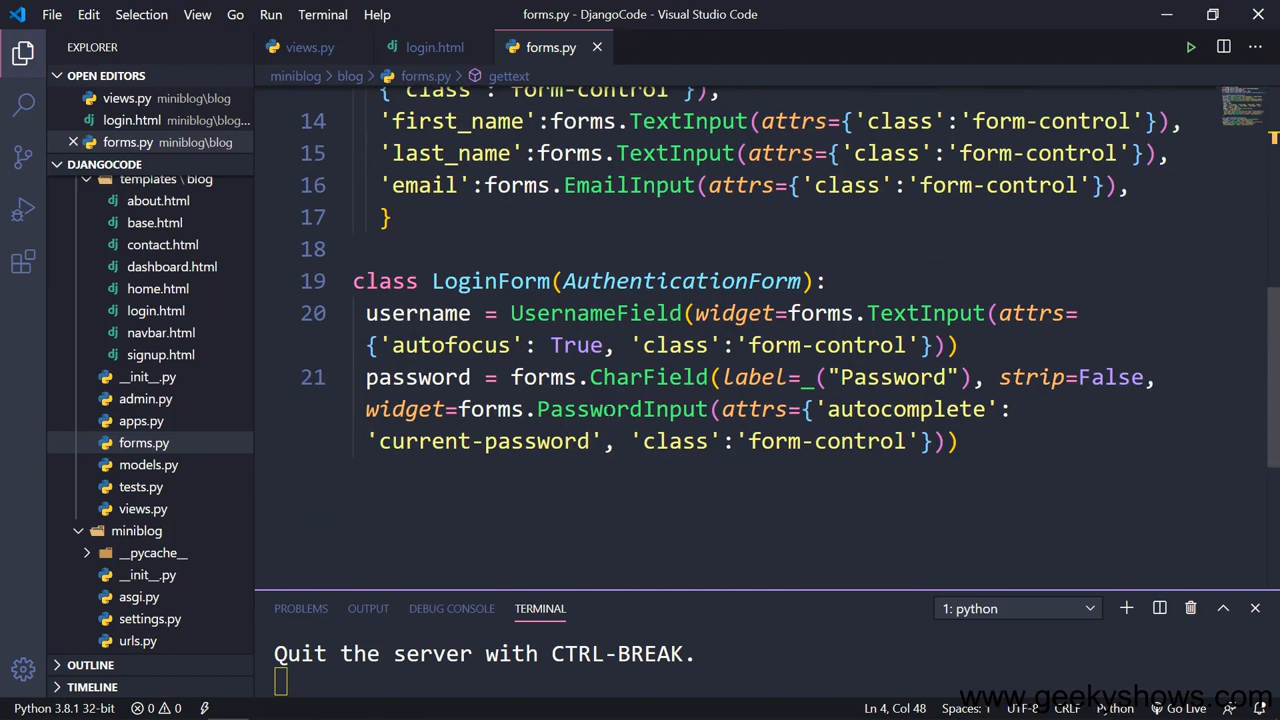 File Edit Selection View Go Run Terminal Help
forms.py - DjangoCode - Visual Studio Code
EXPLORER
views.py
login.html
forms.py
miniblog > blog > forms.py > gettext
OPEN EDITORS
views.py miniblog\blog
login.html miniblog\b...
forms.py miniblog\blog
DJANGOCODE
templates \ blog
about.html
base.html
contact.html
dashboard.html
home.html
login.html
navbar.html
signup.html
__init__.py
admin.py
apps.py
forms.py
models.py
tests.py
views.py
miniblog
__pycache__
__init__.py
asgi.py
settings.py
urls.py
OUTLINE
TIMELINE
{'class': 'form-control'}),
14 'first_name':forms.TextInput(attrs={'class':'form-control'}),
15 'last_name':forms.TextInput(attrs={'class':'form-control'}),
16 'email':forms.EmailInput(attrs={'class':'form-control'}),
17 }
18
19 class LoginForm(AuthenticationForm):
20 username = UsernameField(widget=forms.TextInput(attrs=
{'autofocus': True, 'class':'form-control'}))
21 password = forms.CharField(label=_("Password"), strip=False,
widget=forms.PasswordInput(attrs={'autocomplete':
'current-password', 'class':'form-control'}))
PROBLEMS OUTPUT DEBUG CONSOLE TERMINAL
1: python
Quit the server with CTRL-BREAK.
www.geekyshows.com
Python 3.8.1 32-bit 0 0 Ln 4, Col 48 Spaces: 1 UTF-8 CRLF Python Go Live